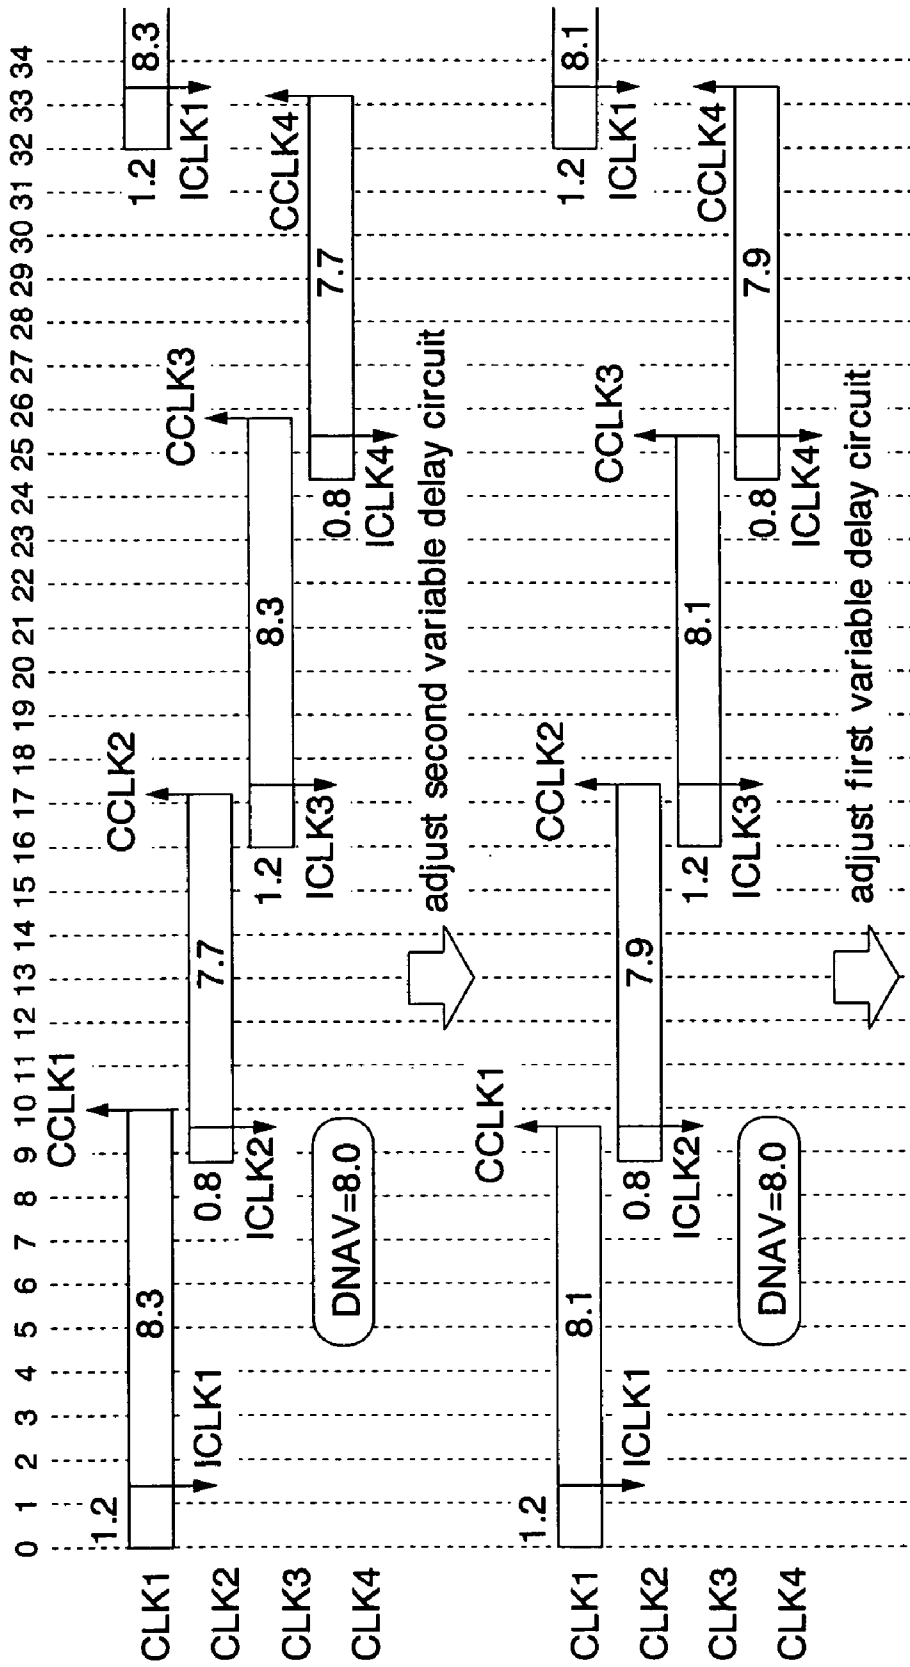 0 1 2 3 4 5 6 7 8 9 10 11 12 13 14 15 16 17 18 19 20 21 22 23 24 25 26 27 28 29 30 31 32 33 34
CCLK1 CCLK2 CCLK3
CLK1 1.2 8.3 1.2 8.3
ICLK1 ICLK1
CLK2 0.8 7.7
ICLK2 CCLK4
CLK3 1.2 8.3
ICLK3
CLK4 DNAV=8.0 0.8 7.7
ICLK4
adjust second variable delay circuit
CCLK1 CCLK2 CCLK3
CLK1 1.2 8.1 1.2 8.1
ICLK1 ICLK1
CLK2 0.8 7.9
ICLK2 CCLK4
CLK3 1.2 8.1
ICLK3
CLK4 DNAV=8.0 0.8 7.9
ICLK4
adjust first variable delay circuit